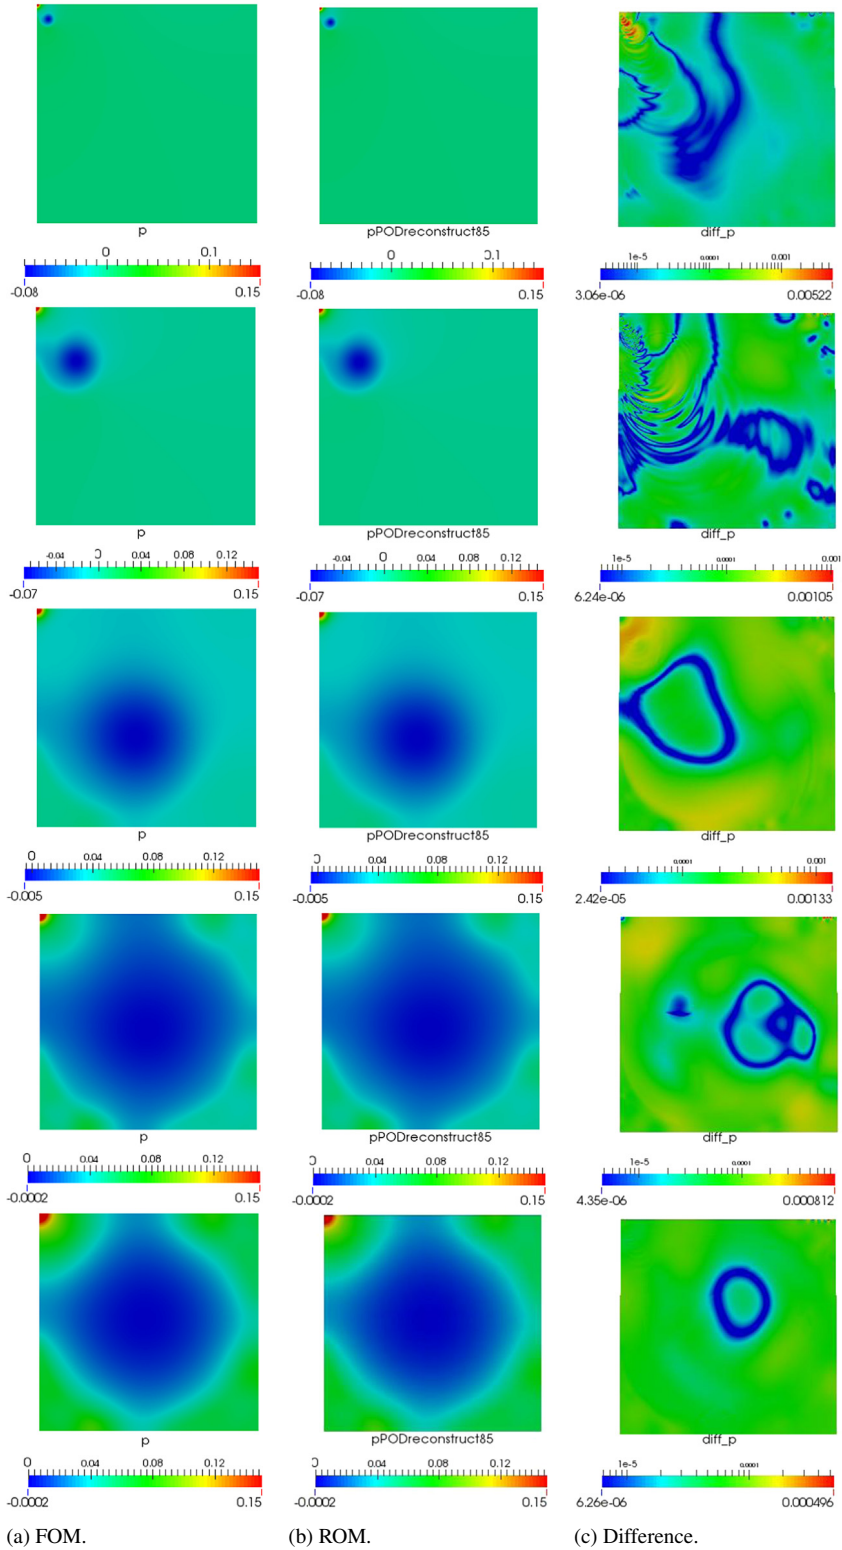 p
pPODreconstruct85
diff_p
0 0.1
0 0.1
1e-5 0.0001 0.001
-0.08 0.15
-0.08 0.15
3.06e-06 0.00522
p
pPODreconstruct85
diff_p
-0.04 0 0.04 0.08 0.12
-0.04 0 0.04 0.08 0.12
1e-5 0.0001 0.001
-0.07 0.15
-0.07 0.15
6.24e-06 0.00105
p
pPODreconstruct85
diff_p
0 0.04 0.08 0.12
0 0.04 0.08 0.12
0.0001 0.001
-0.005 0.15
-0.005 0.15
2.42e-05 0.00133
p
pPODreconstruct85
diff_p
0 0.04 0.08 0.12
0 0.04 0.08 0.12
1e-5 0.0001
-0.0002 0.15
-0.0002 0.15
4.35e-06 0.000812
p
pPODreconstruct85
diff_p
0 0.04 0.08 0.12
0 0.04 0.08 0.12
1e-5 0.0001
-0.0002 0.15
-0.0002 0.15
6.26e-06 0.000496
(a) FOM.
(b) ROM.
(c) Difference.